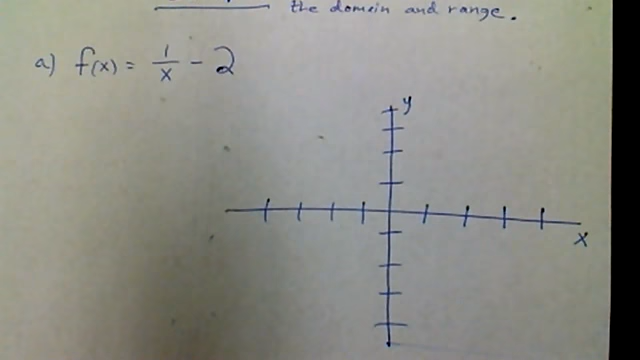 the domain and range.
a) f(x) = 1/x - 2
y
x